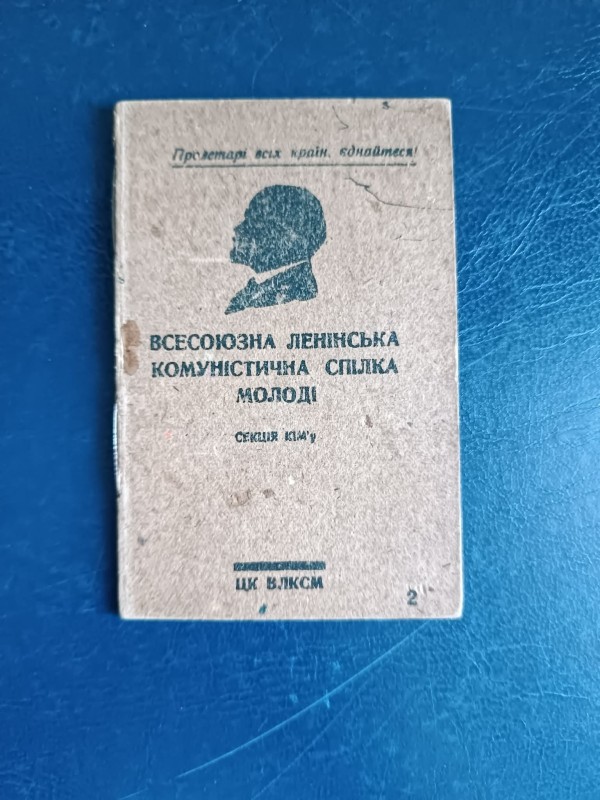 Пролетарі всіх країн, єднайтеся!
ВСЕСОЮЗНА ЛЕНІНСЬКА
КОМУНІСТИЧНА СПІЛКА
МОЛОДІ
СЕКЦІЯ КІМ'у
ЦК ВЛКСМ
2